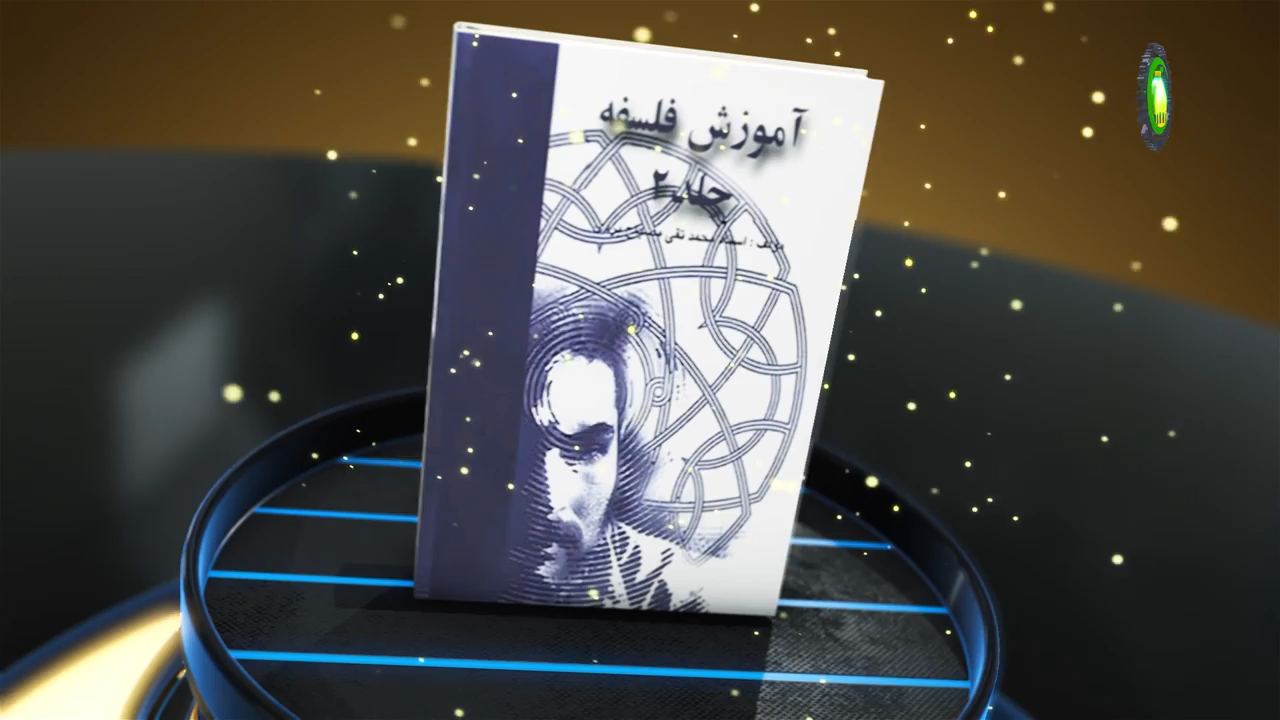 آموزش فلسفه
جلد ۲
مولف : استاد محمد تقی